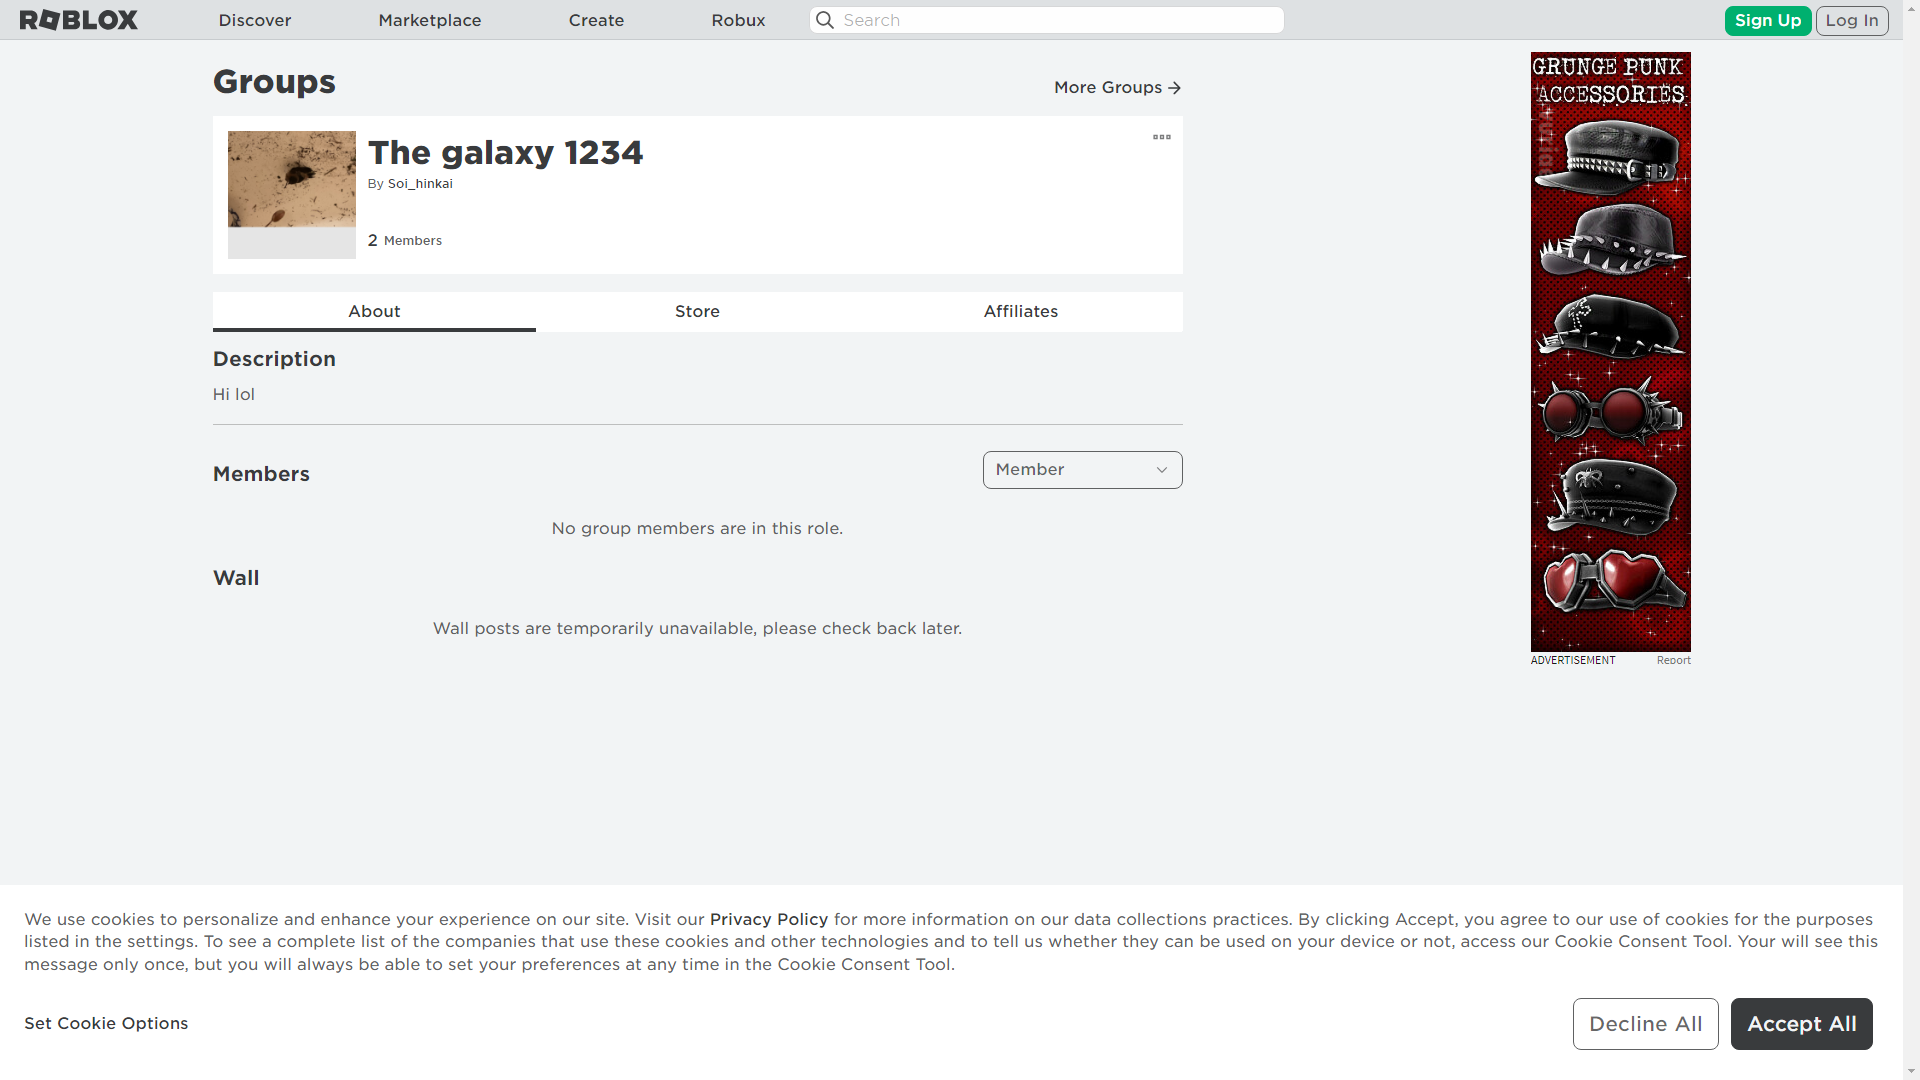 ROBLOX
Discover
Marketplace
Create
Robux
Search
Sign Up
Log In
Groups
More Groups
The galaxy 1234
By Soi_hinkai
2 Members
About
Store
Affiliates
Description
Hi lol
Members
Member
No group members are in this role.
Wall
Wall posts are temporarily unavailable, please check back later.
GRUNGE PUNK
ACCESSORIES
ADVERTISEMENT
Report
We use cookies to personalize and enhance your experience on our site. Visit our Privacy Policy for more information on our data collections practices. By clicking Accept, you agree to our use of cookies for the purposes
listed in the settings. To see a complete list of the companies that use these cookies and other technologies and to tell us whether they can be used on your device or not, access our Cookie Consent Tool. Your will see this
message only once, but you will always be able to set your preferences at any time in the Cookie Consent Tool.
Set Cookie Options
Decline All
Accept All